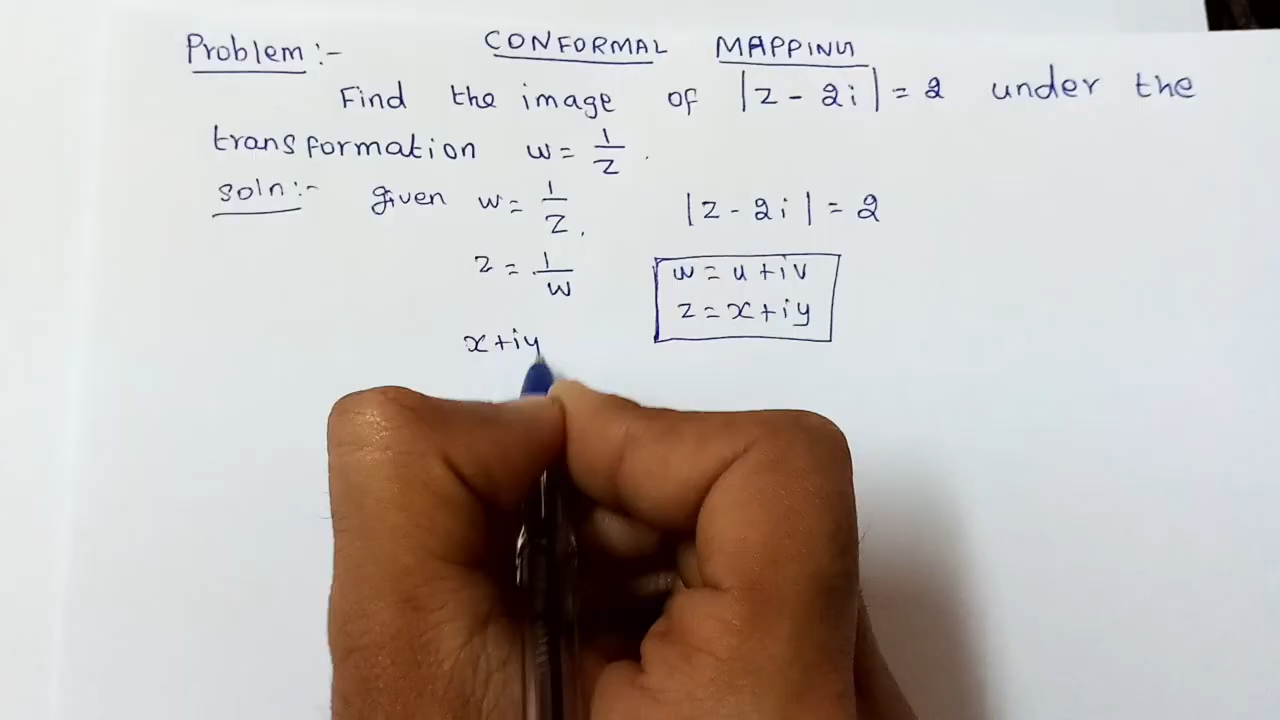 Problem :- CONFORMAL MAPPING
Find the image of |z - 2i| = 2 under the
transformation w = 1/z .
soln :- given w = 1/z . |z - 2i| = 2
z = 1/w
w = u + iv
z = x + iy
x + iy